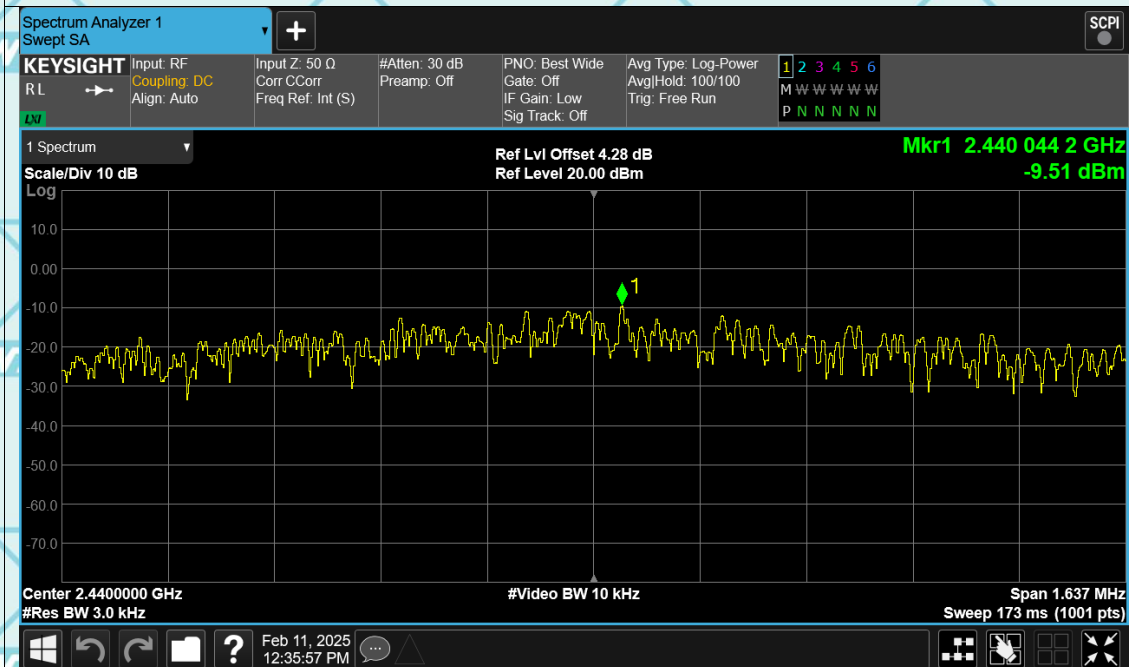 Spectrum Analyzer 1
Swept SA
+
SCPI
KEYSIGHT
RL
LXI
Input: RF
Coupling: DC
Align: Auto
Input Z: 50 Ω
Corr CCorr
Freq Ref: Int (S)
#Atten: 30 dB
Preamp: Off
PNO: Best Wide
Gate: Off
IF Gain: Low
Sig Track: Off
Avg Type: Log-Power
Avg|Hold: 100/100
Trig: Free Run
1 2 3 4 5 6
M W W W W W
P N N N N N
1 Spectrum
Scale/Div 10 dB
Log
Ref Lvl Offset 4.28 dB
Ref Level 20.00 dBm
Mkr1 2.440 044 2 GHz
-9.51 dBm
1
10.0
0.00
-10.0
-20.0
-30.0
-40.0
-50.0
-60.0
-70.0
Center 2.4400000 GHz
#Res BW 3.0 kHz
#Video BW 10 kHz
Span 1.637 MHz
Sweep 173 ms (1001 pts)
?
Feb 11, 2025
12:35:57 PM